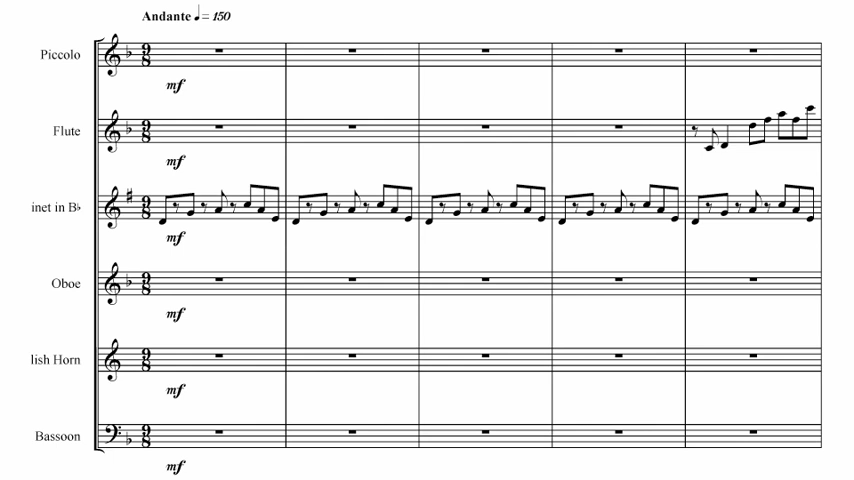 Andante ♩= 150
Piccolo
mf
Flute
mf
inet in B♭
mf
Oboe
mf
lish Horn
mf
Bassoon
mf